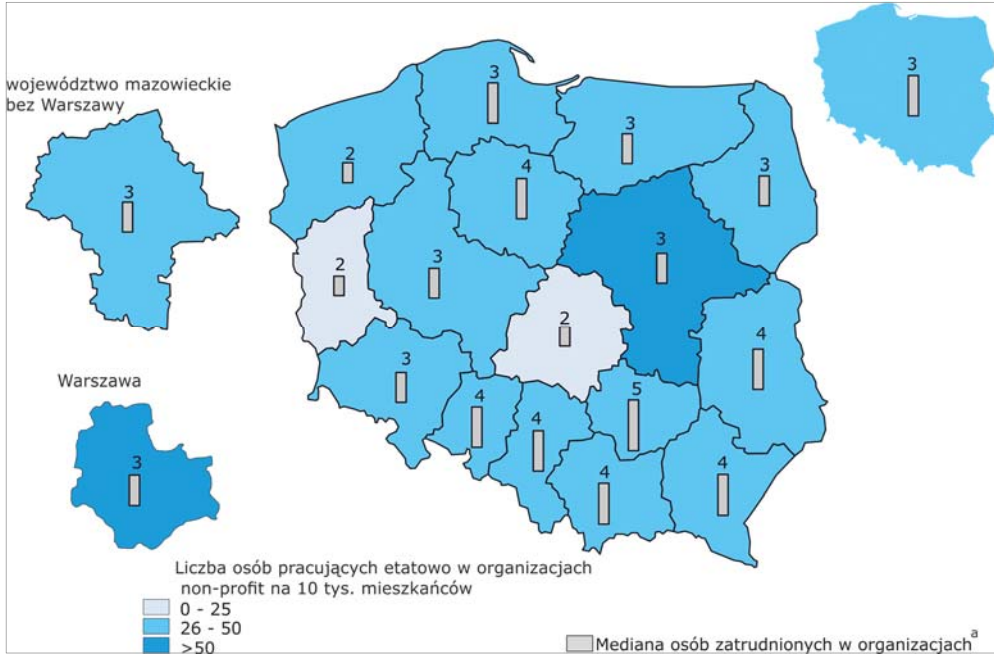 województwo mazowieckie
bez Warszawy
3
Warszawa
3
3
3
2
3
3
4
3
2
3
2
3
4
5
4
4
4
4
3
Liczba osób pracujących etatowo w organizacjach
non-profit na 10 tys. mieszkańców
0 - 25
26 - 50
>50
Mediana osób zatrudnionych w organizacjach a